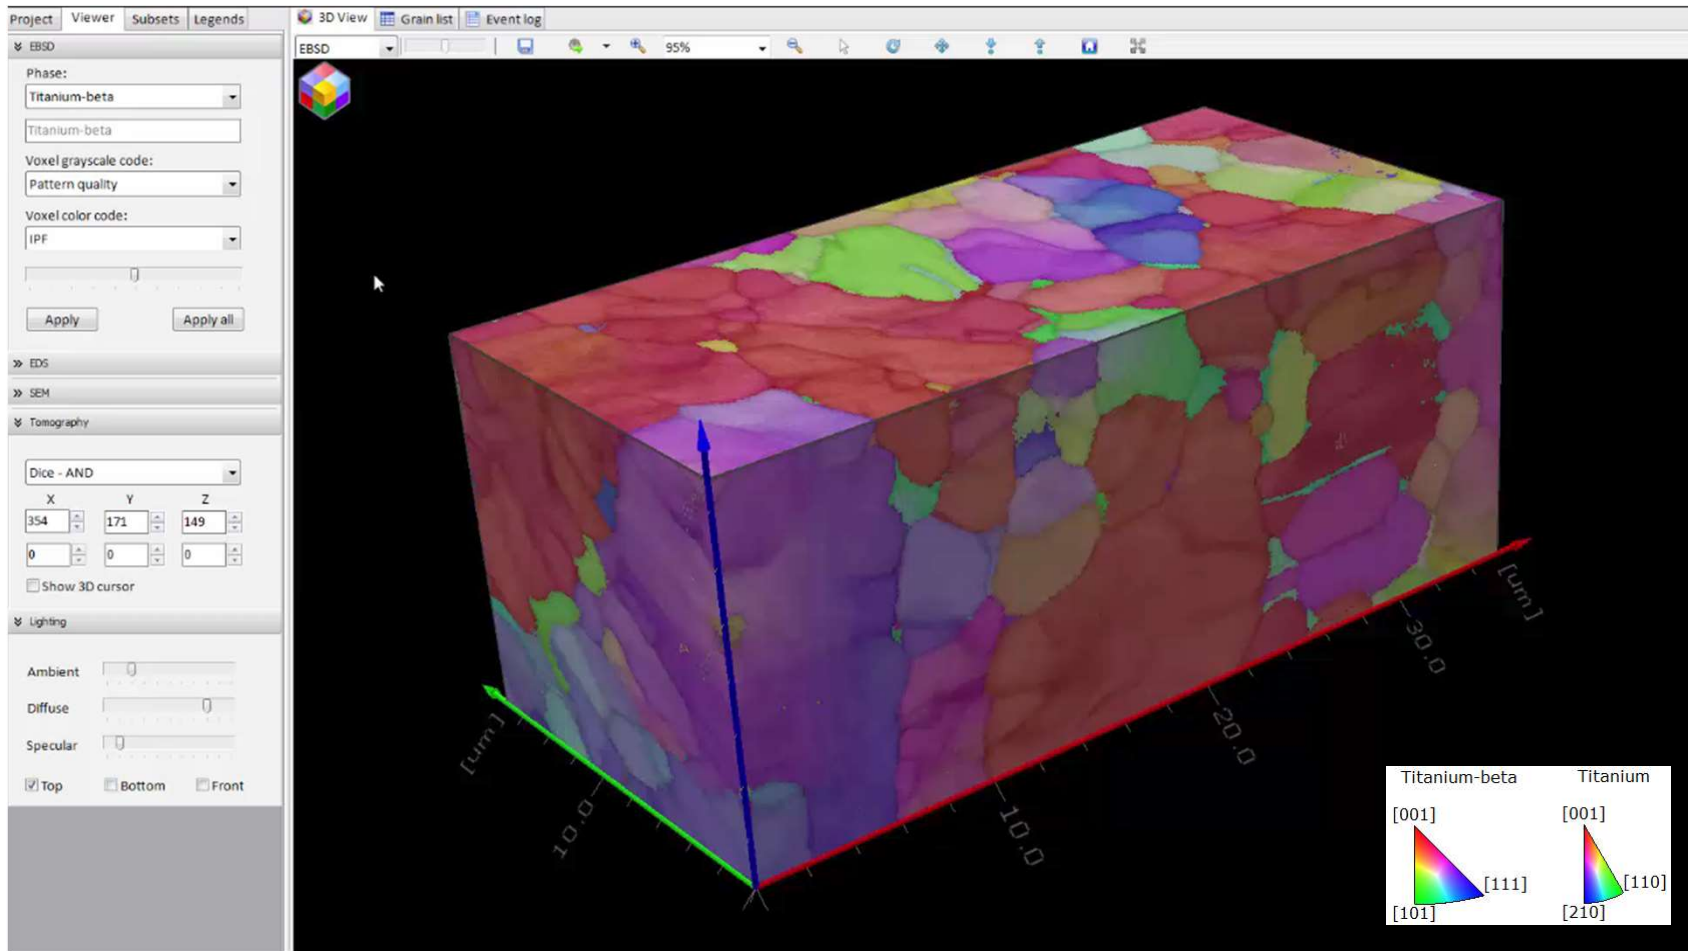 Project Viewer Subsets Legends
3D View Grain list Event log
EBSD
EBSD 95%
Phase:
Titanium-beta
Titanium-beta
Voxel grayscale code:
Pattern quality
Voxel color code:
IPF
Apply Apply all
EDS
SEM
Tomography
Dice - AND
X Y Z
354 171 149
0 0 0
Show 3D cursor
Lighting
Ambient
Diffuse
Specular
Top Bottom Front
[um]
10.0
10.0
20.0
30.0
[um]
Titanium-beta Titanium
[001] [001]
[111] [110]
[101] [210]